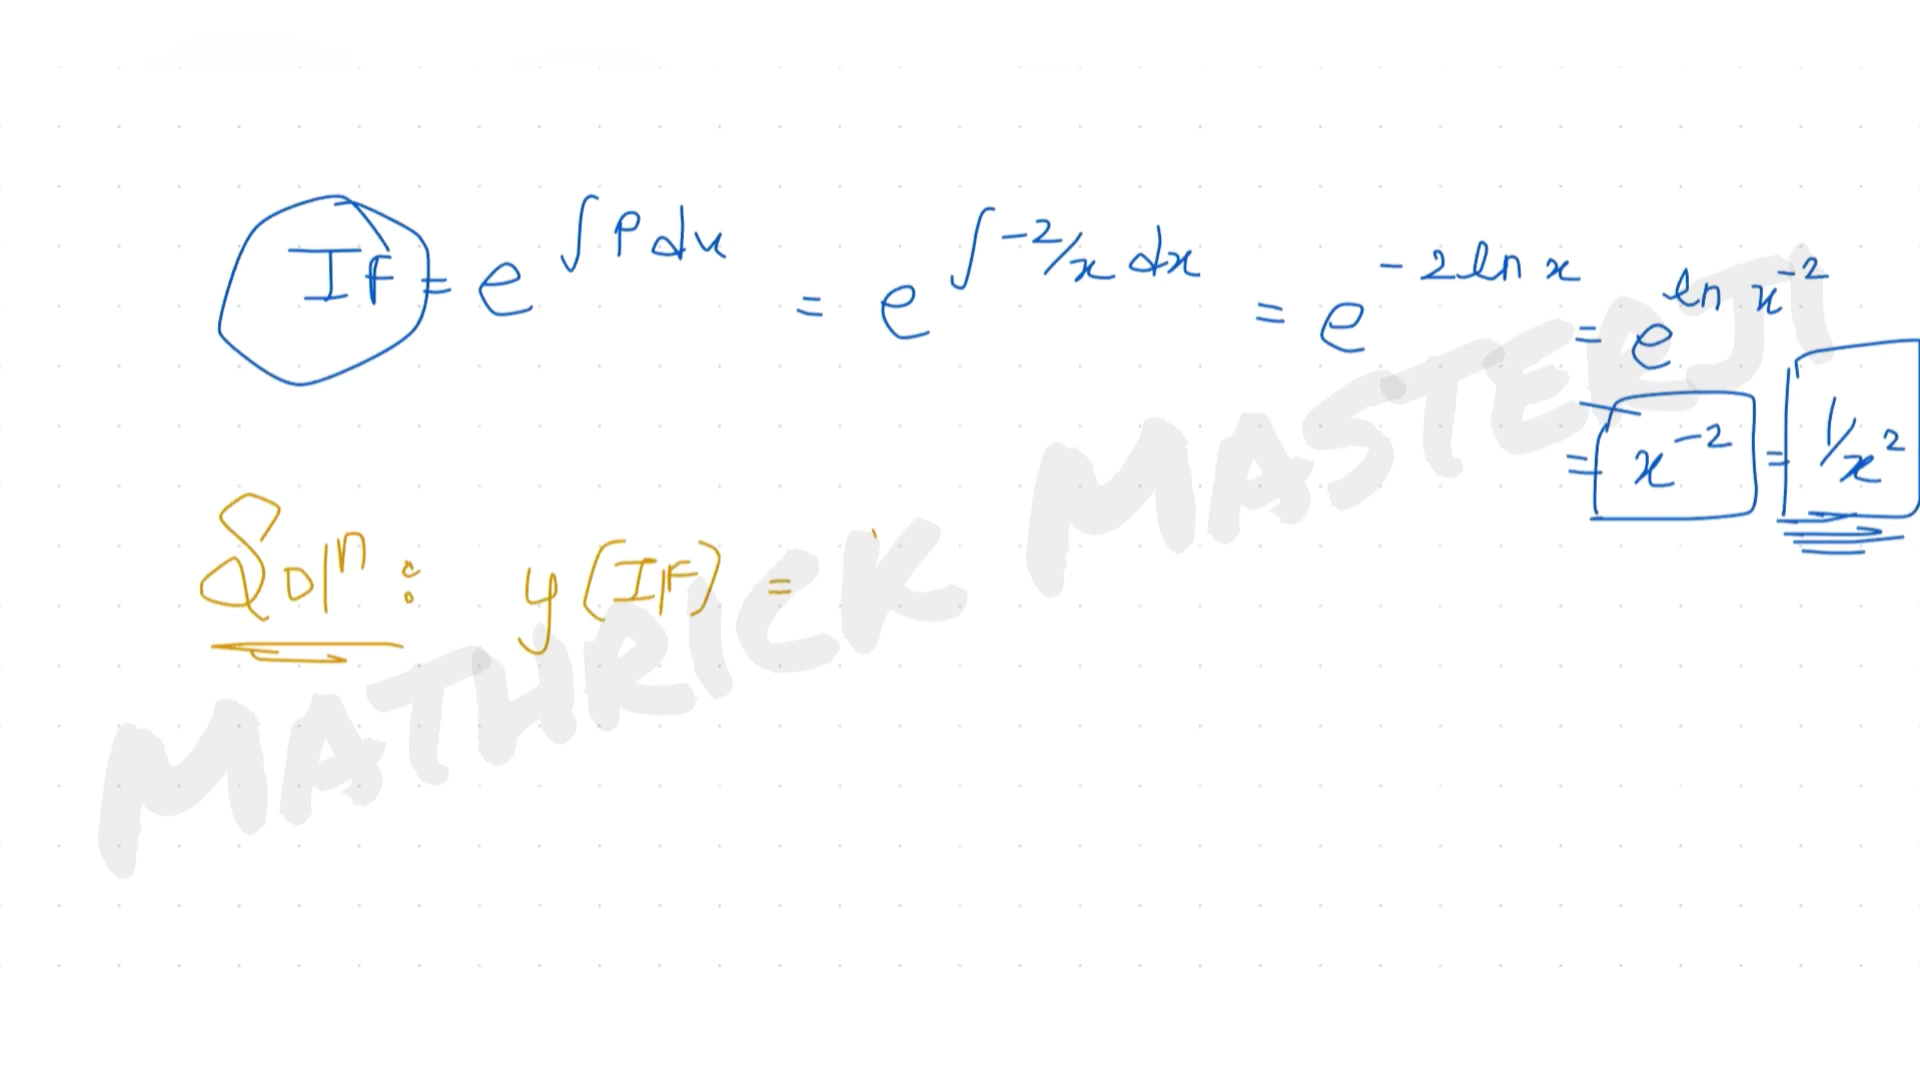 IF = e^∫P dx = e^∫-2/x dx = e^-2 ln x = e^ln x^-2
= x^-2 = 1/x^2
Sol^n : y (IF) =
MATHRICK MASTERJI